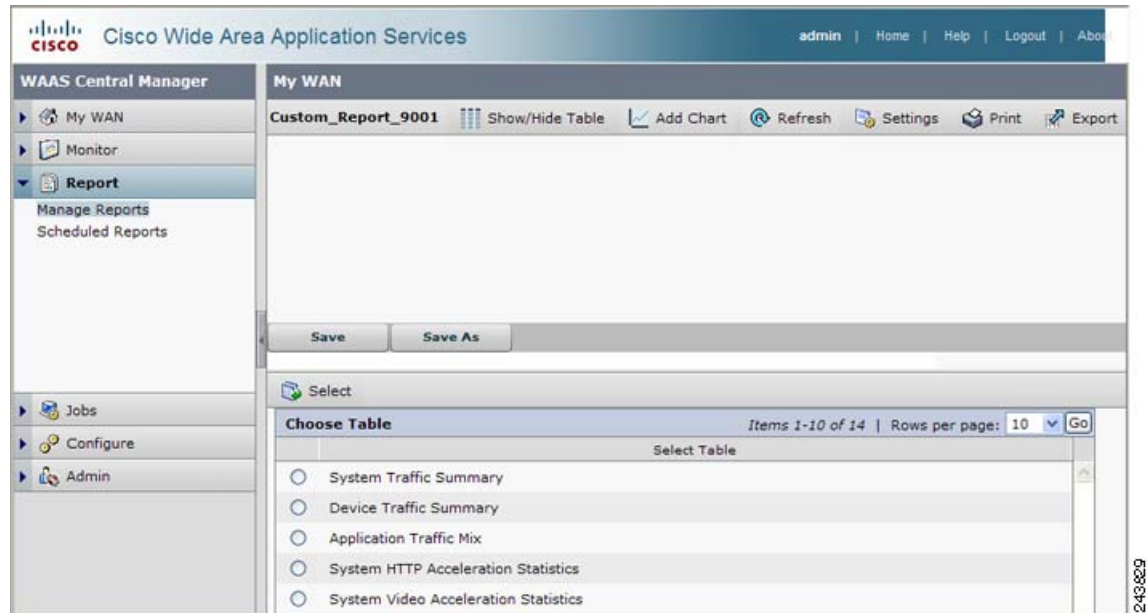 CISCO Cisco Wide Area Application Services
admin | Home | Help | Logout | About
WAAS Central Manager
My WAN
Monitor
Report
Manage Reports
Scheduled Reports
Jobs
Configure
Admin
My WAN
Custom_Report_9001 Show/Hide Table Add Chart Refresh Settings Print Export
Save Save As
Select
Choose Table Items 1-10 of 14 | Rows per page: 10 Go
Select Table
System Traffic Summary
Device Traffic Summary
Application Traffic Mix
System HTTP Acceleration Statistics
System Video Acceleration Statistics
243829